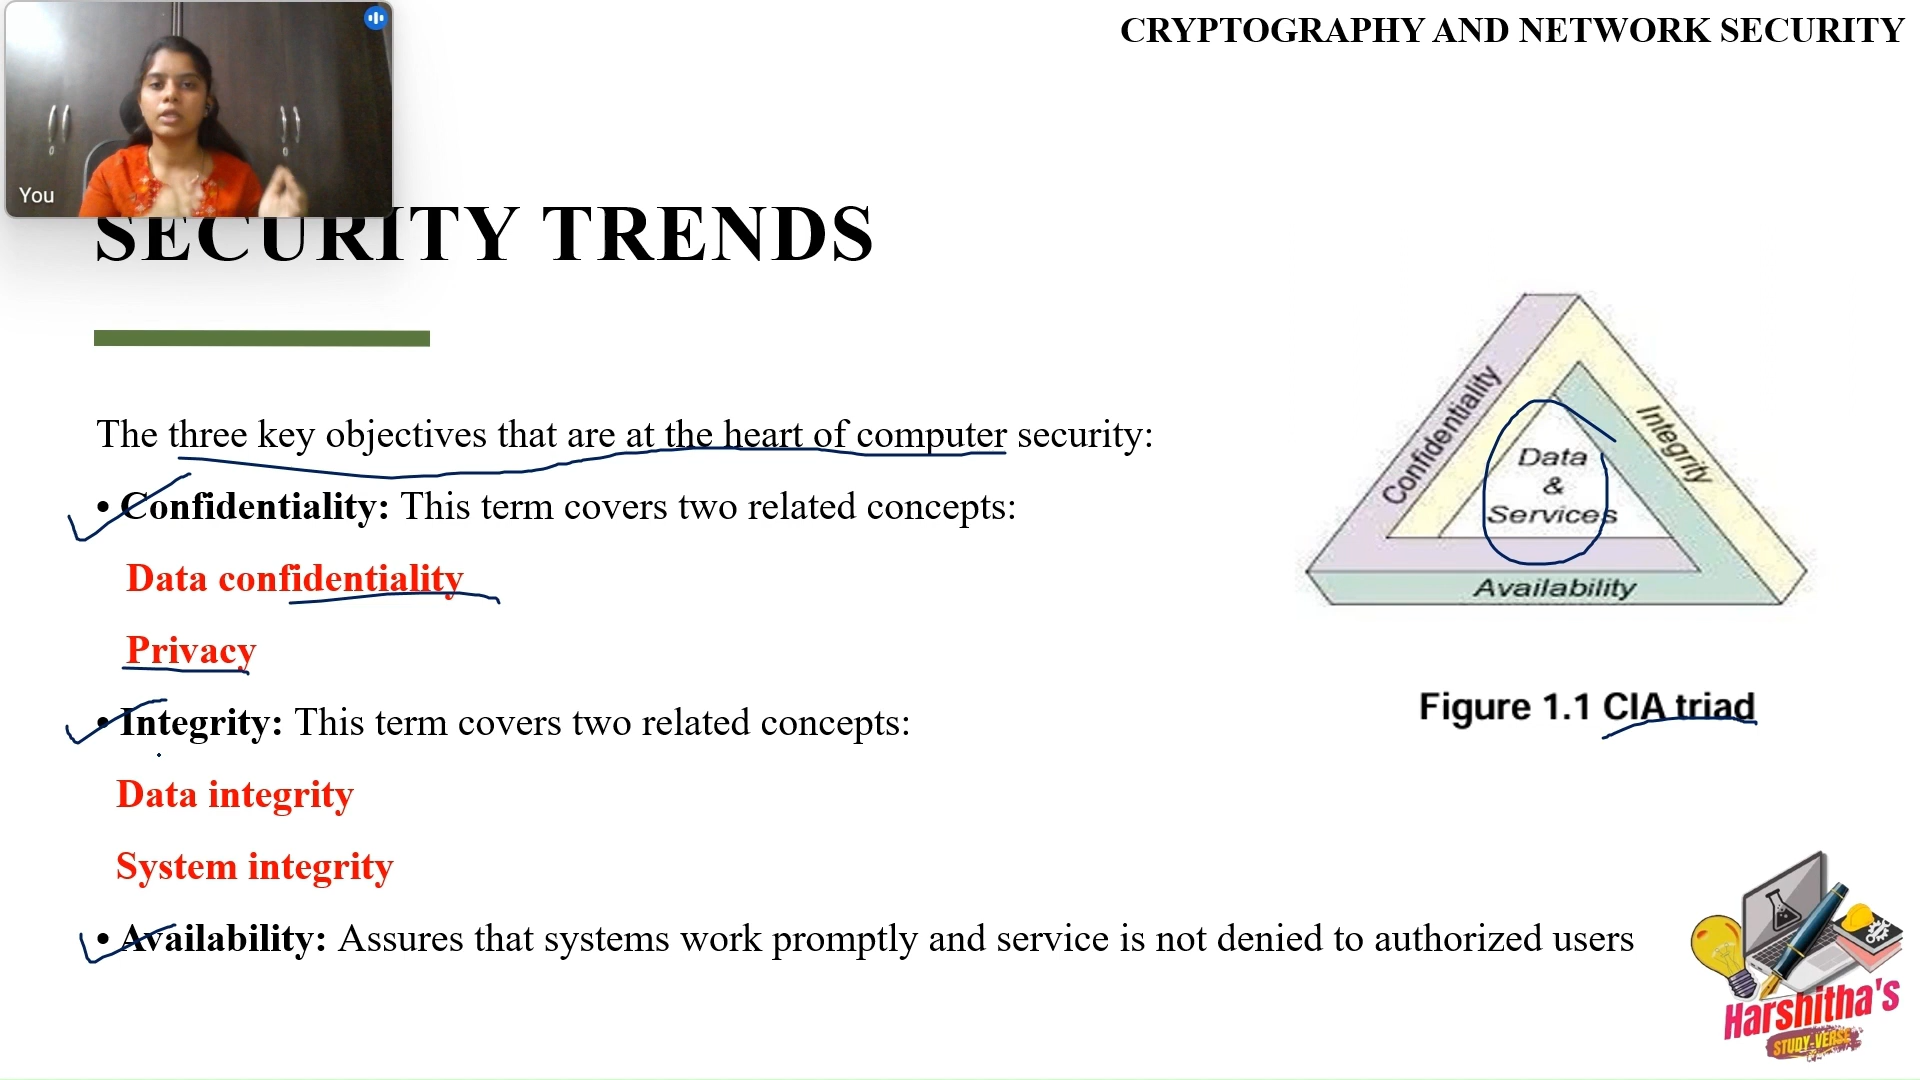 CRYPTOGRAPHY AND NETWORK SECURITY
You
SECURITY TRENDS
The three key objectives that are at the heart of computer security:
• Confidentiality: This term covers two related concepts:
Data confidentiality
Privacy
• Integrity: This term covers two related concepts:
Data integrity
System integrity
• Availability: Assures that systems work promptly and service is not denied to authorized users
Confidentiality
Integrity
Data
&
Services
Availability
Figure 1.1 CIA triad
Harshitha's
STUDY-VERSE